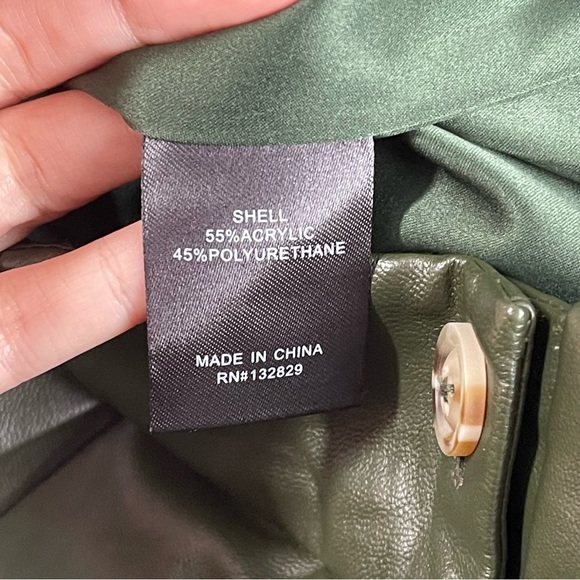 SHELL
55%ACRYLIC
45%POLYURETHANE
MADE IN CHINA
RN#132829